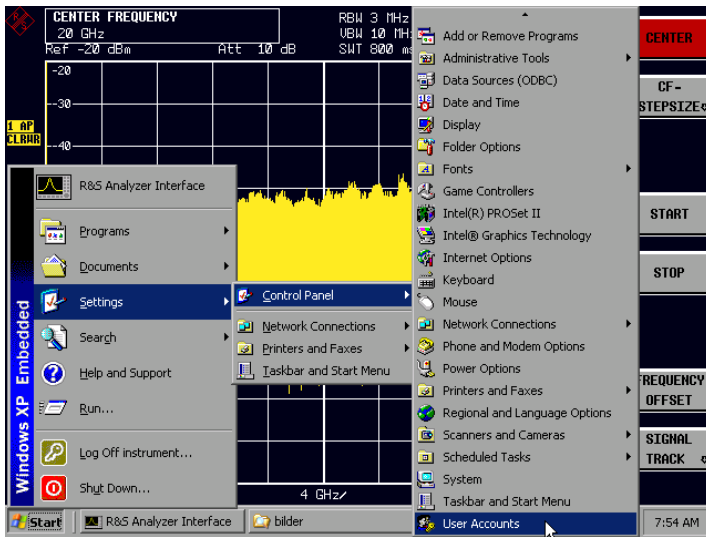 CENTER FREQUENCY
20 GHz
Ref -20 dBm
Att 10 dB
RBW 3 MHz
VBW 10 MHz
SWT 800 ms
-20
-30
-40
1 AP
CLRWR
4 GHz/
CENTER
CF-
STEPSIZE
START
STOP
FREQUENCY
OFFSET
SIGNAL
TRACK
Windows XP Embedded
R&S Analyzer Interface
Programs
Documents
Settings
Search
Help and Support
Run...
Log Off instrument...
Shut Down...
Control Panel
Network Connections
Printers and Faxes
Taskbar and Start Menu
Add or Remove Programs
Administrative Tools
Data Sources (ODBC)
Date and Time
Display
Folder Options
Fonts
Game Controllers
Intel(R) PROSet II
Intel® Graphics Technology
Internet Options
Keyboard
Mouse
Network Connections
Phone and Modem Options
Power Options
Printers and Faxes
Regional and Language Options
Scanners and Cameras
Scheduled Tasks
System
Taskbar and Start Menu
User Accounts
Start
R&S Analyzer Interface
bilder
7:54 AM